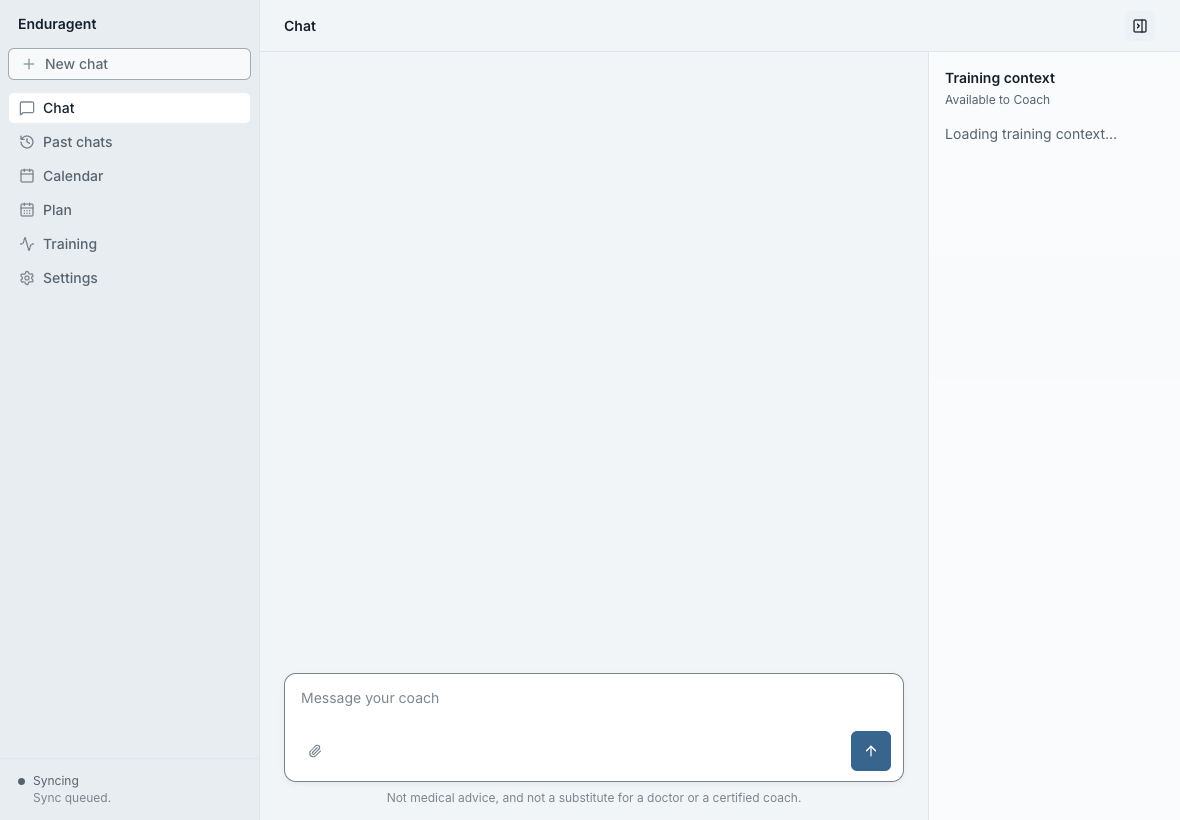 Enduragent
New chat
Chat
Past chats
Calendar
Plan
Training
Settings
Syncing
Sync queued.
Chat
Message your coach
Not medical advice, and not a substitute for a doctor or a certified coach.
Training context
Available to Coach
Loading training context...